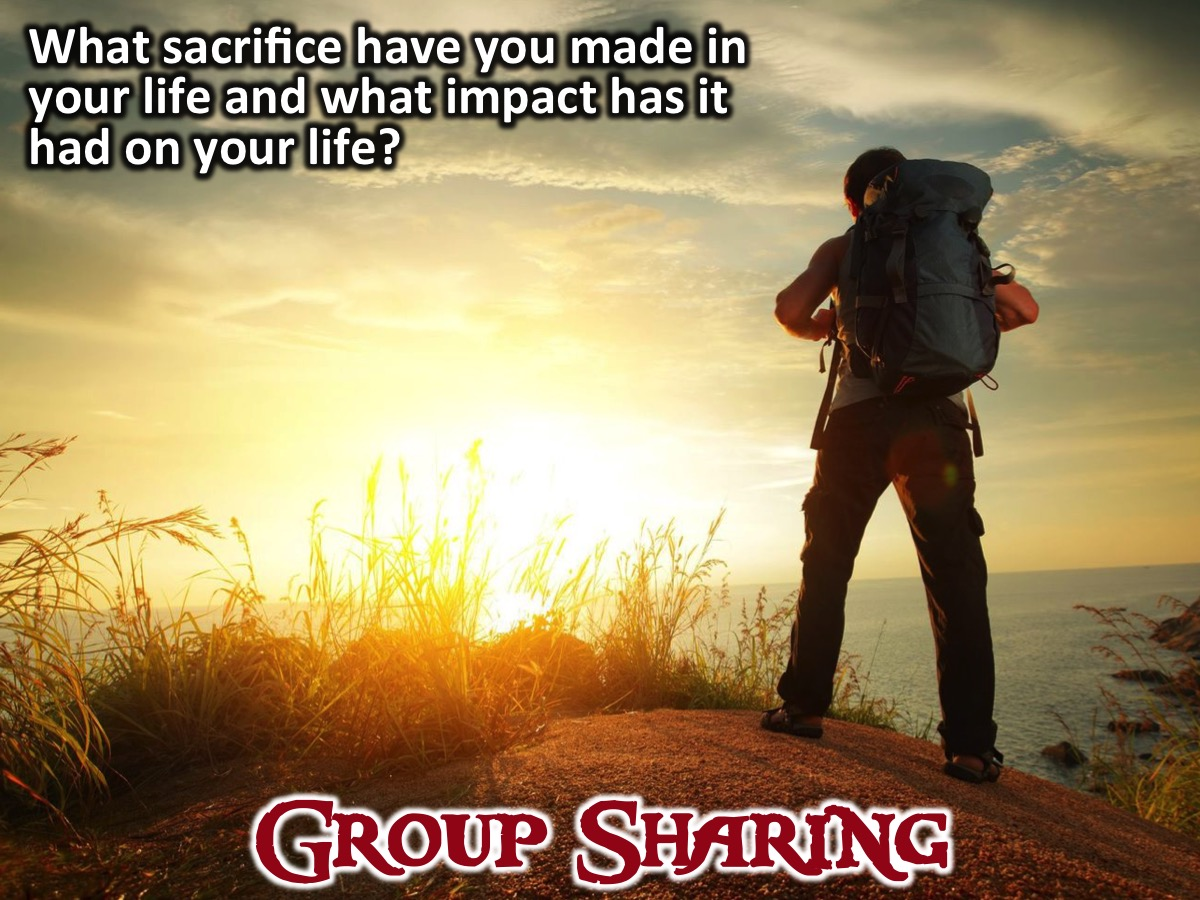 What sacrifice have you made in
your life and what impact has it
had on your life?
Group Sharing